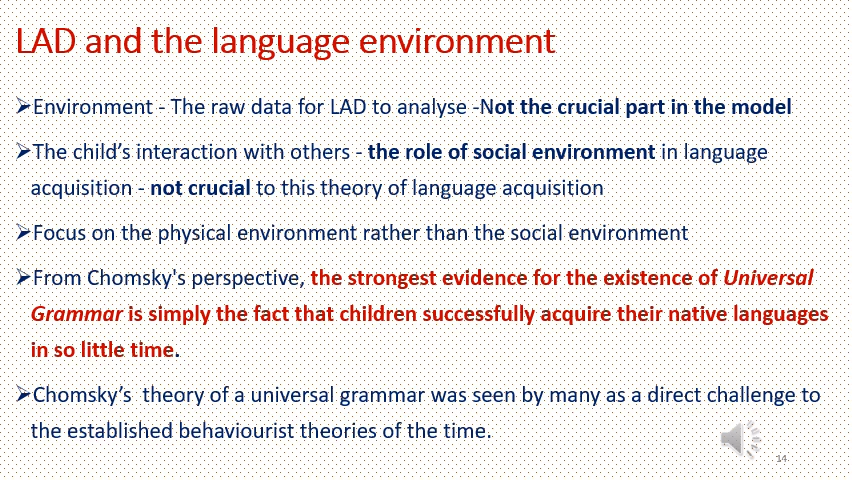 LAD and the language environment
➢Environment - The raw data for LAD to analyse -Not the crucial part in the model
➢The child’s interaction with others - the role of social environment in language
acquisition - not crucial to this theory of language acquisition
➢Focus on the physical environment rather than the social environment
➢From Chomsky's perspective, the strongest evidence for the existence of Universal
Grammar is simply the fact that children successfully acquire their native languages
in so little time.
➢Chomsky’s  theory of a universal grammar was seen by many as a direct challenge to
the established behaviourist theories of the time.
14